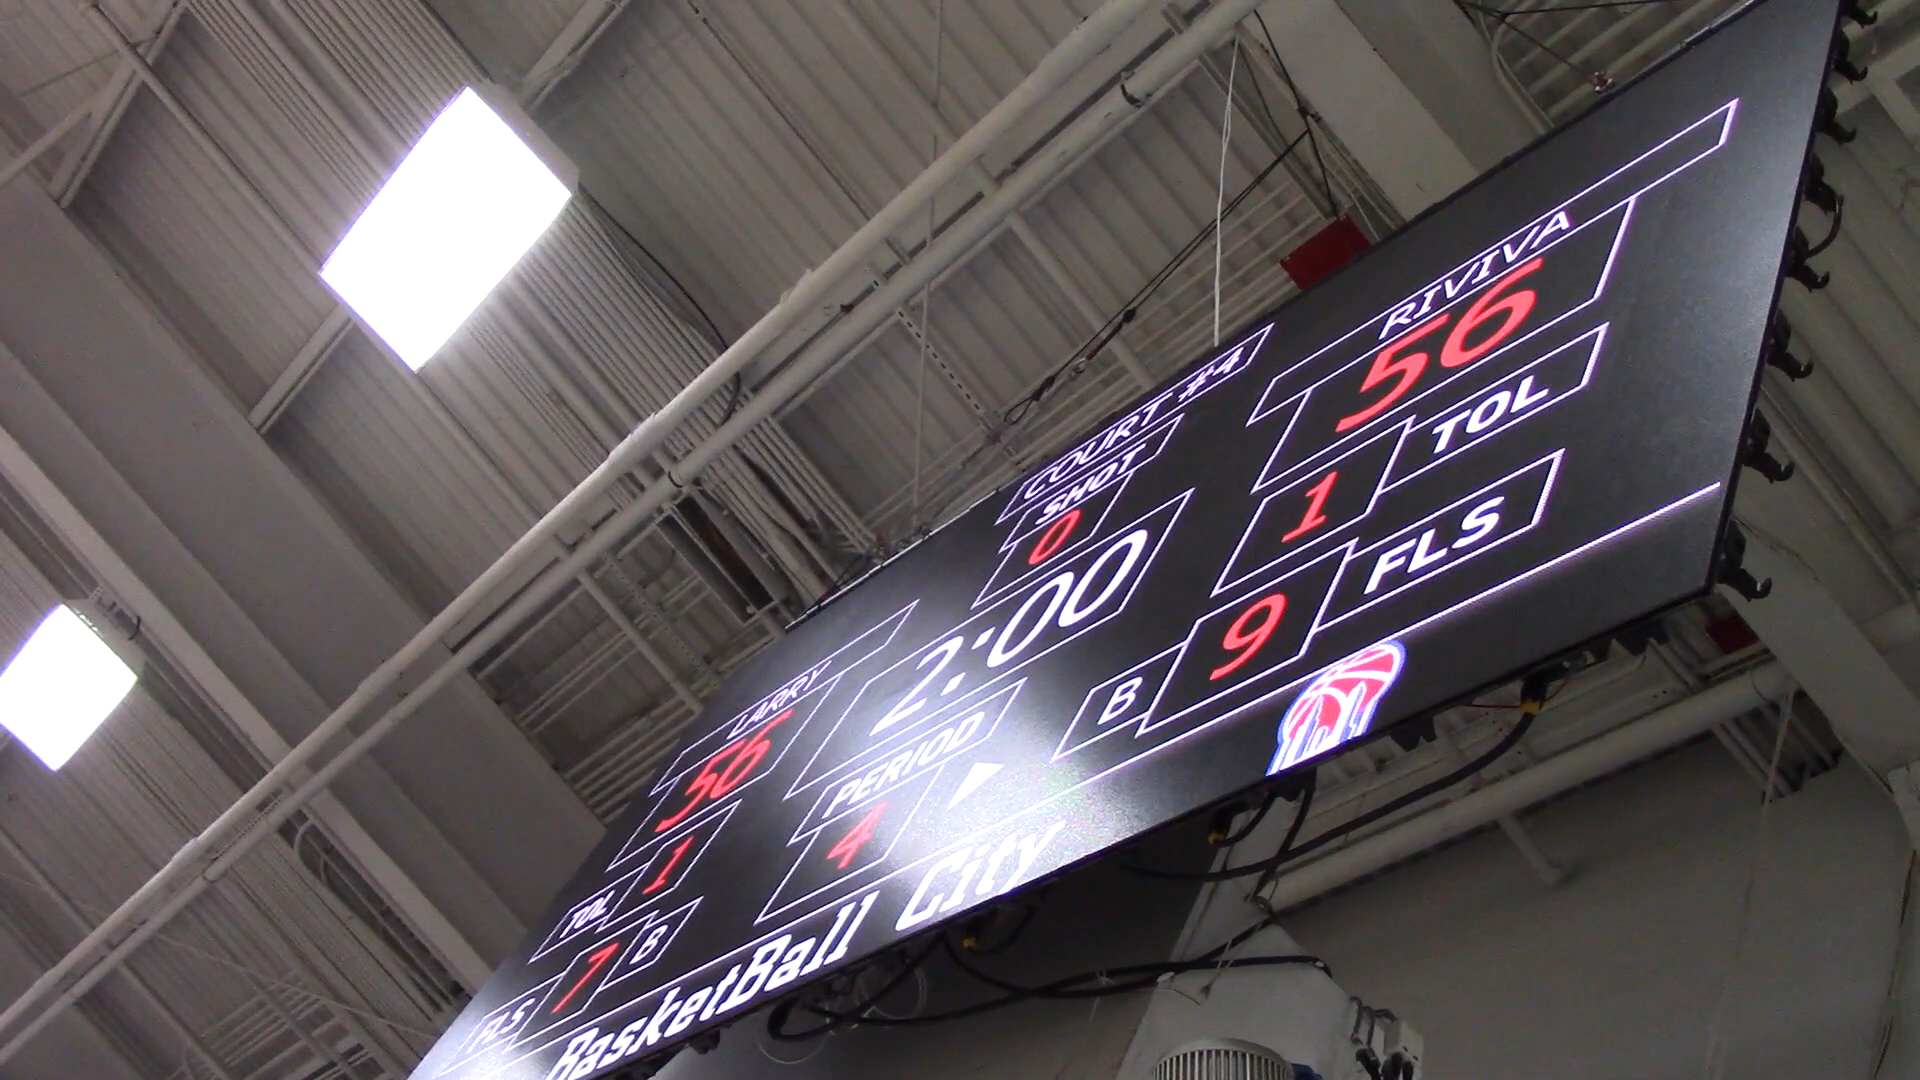 COURT #4
SHOT
0
2:00
PERIOD
4
LARRY
56
TOL 1
FLS 7 B
RIVIVA
56
1 TOL
B 9 FLS
BasketBall City